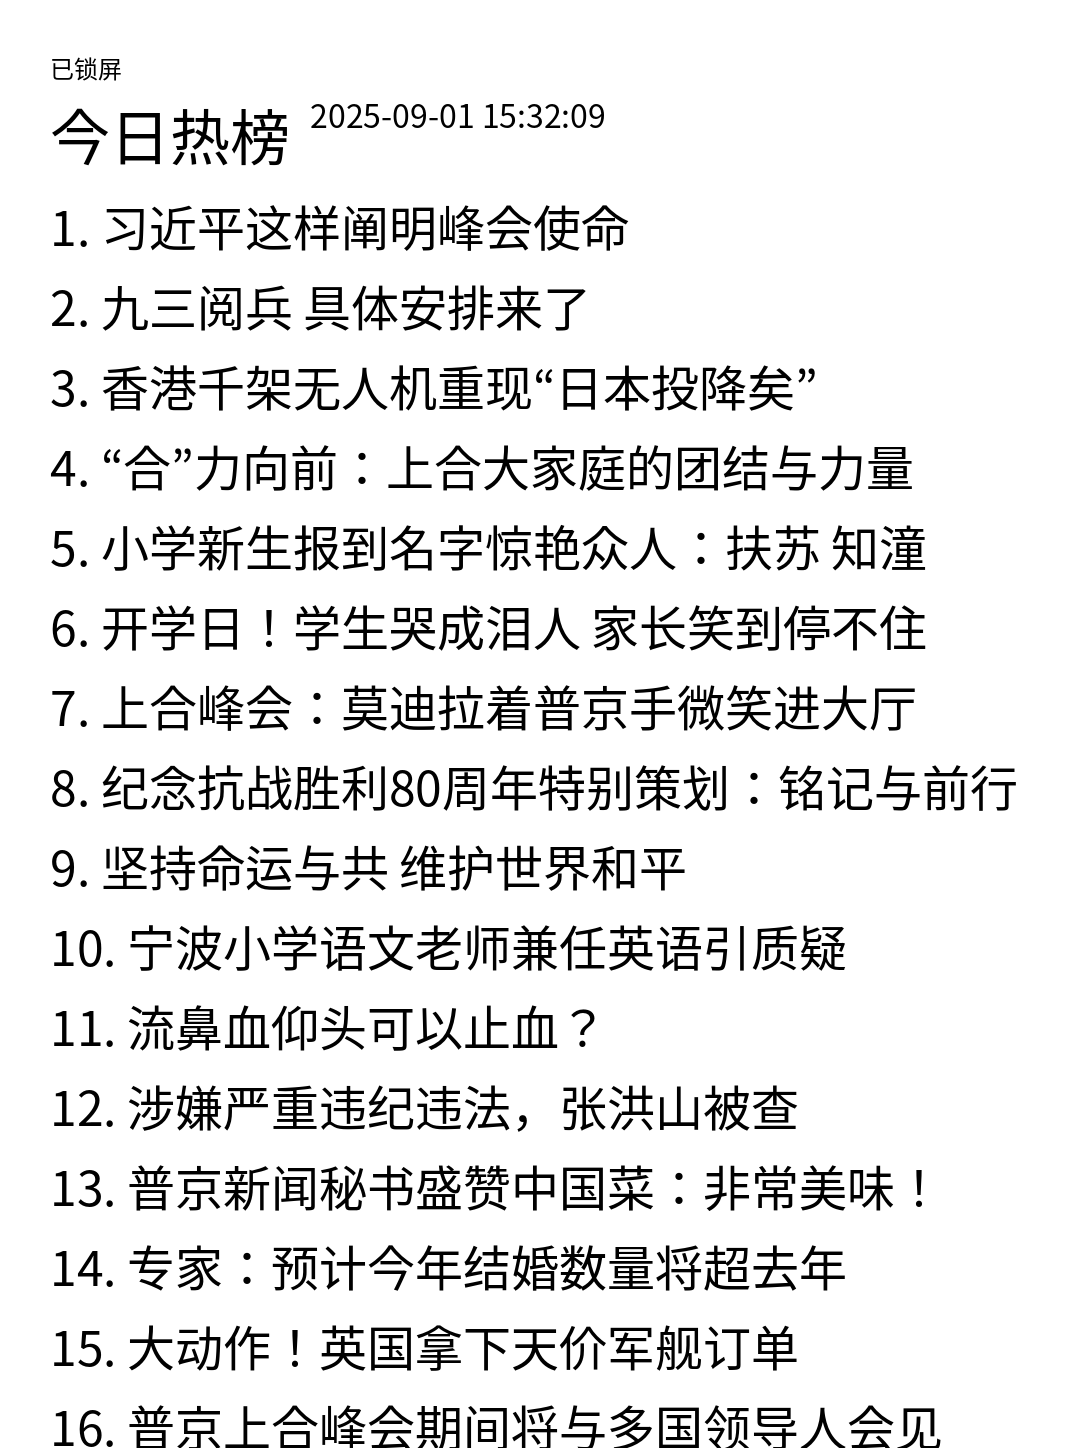 已锁屏
今日热榜 2025-09-01 15:32:09
1. 习近平这样阐明峰会使命
2. 九三阅兵 具体安排来了
3. 香港千架无人机重现“日本投降矣”
4. “合”力向前：上合大家庭的团结与力量
5. 小学新生报到名字惊艳众人：扶苏 知潼
6. 开学日！学生哭成泪人 家长笑到停不住
7. 上合峰会：莫迪拉着普京手微笑进大厅
8. 纪念抗战胜利80周年特别策划：铭记与前行
9. 坚持命运与共 维护世界和平
10. 宁波小学语文老师兼任英语引质疑
11. 流鼻血仰头可以止血？
12. 涉嫌严重违纪违法，张洪山被查
13. 普京新闻秘书盛赞中国菜：非常美味！
14. 专家：预计今年结婚数量将超去年
15. 大动作！英国拿下天价军舰订单
16. 普京上合峰会期间将与多国领导人会见